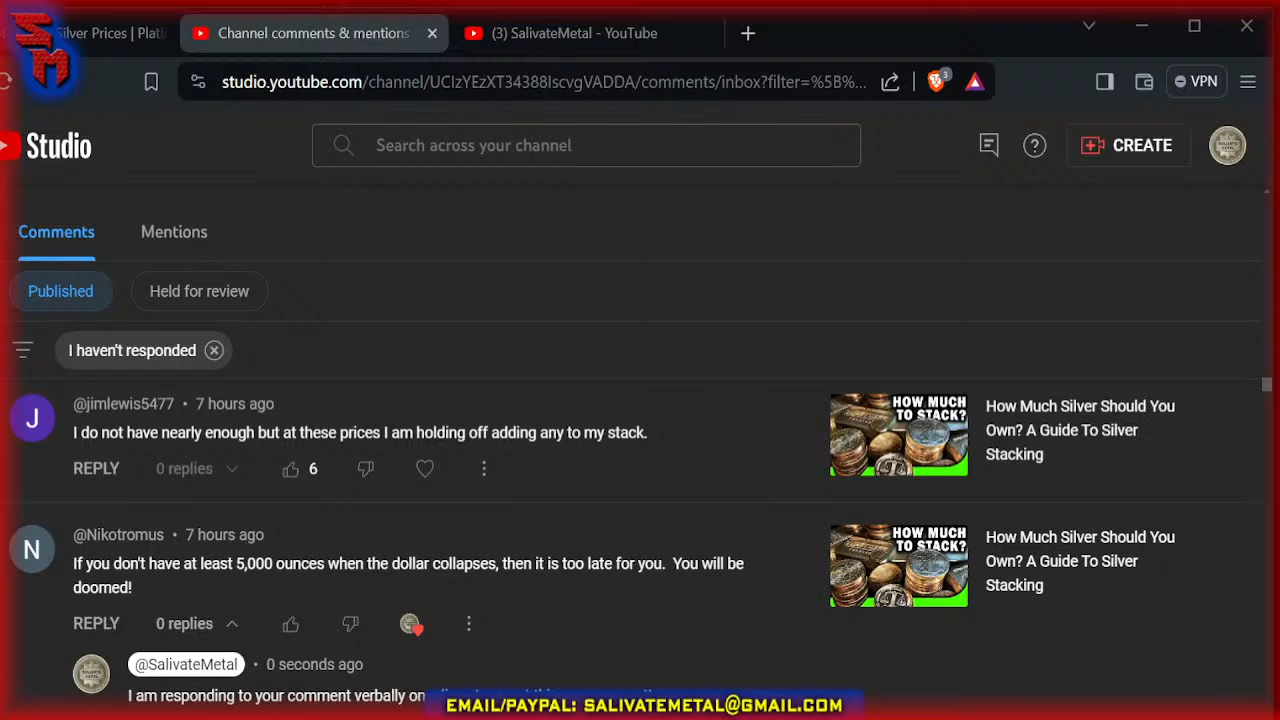 SM
Silver Prices | Plati
Channel comments & mentions
(3) SalivateMetal - YouTube
studio.youtube.com/channel/UCIzYEzXT34388IscvgVADDA/comments/inbox?filter=%5B%...
3
VPN
Studio
Search across your channel
CREATE
Comments
Mentions
Published
Held for review
I haven't responded
J
@jimlewis5477 • 7 hours ago
I do not have nearly enough but at these prices I am holding off adding any to my stack.
REPLY
0 replies
6
HOW MUCH
TO STACK?
How Much Silver Should You
Own? A Guide To Silver
Stacking
N
@Nikotromus • 7 hours ago
If you don't have at least 5,000 ounces when the dollar collapses, then it is too late for you. You will be
doomed!
REPLY
0 replies
HOW MUCH
TO STACK?
How Much Silver Should You
Own? A Guide To Silver
Stacking
@SalivateMetal • 0 seconds ago
I am responding to your comment verbally on
EMAIL/PAYPAL: SALIVATEMETAL@GMAIL.COM